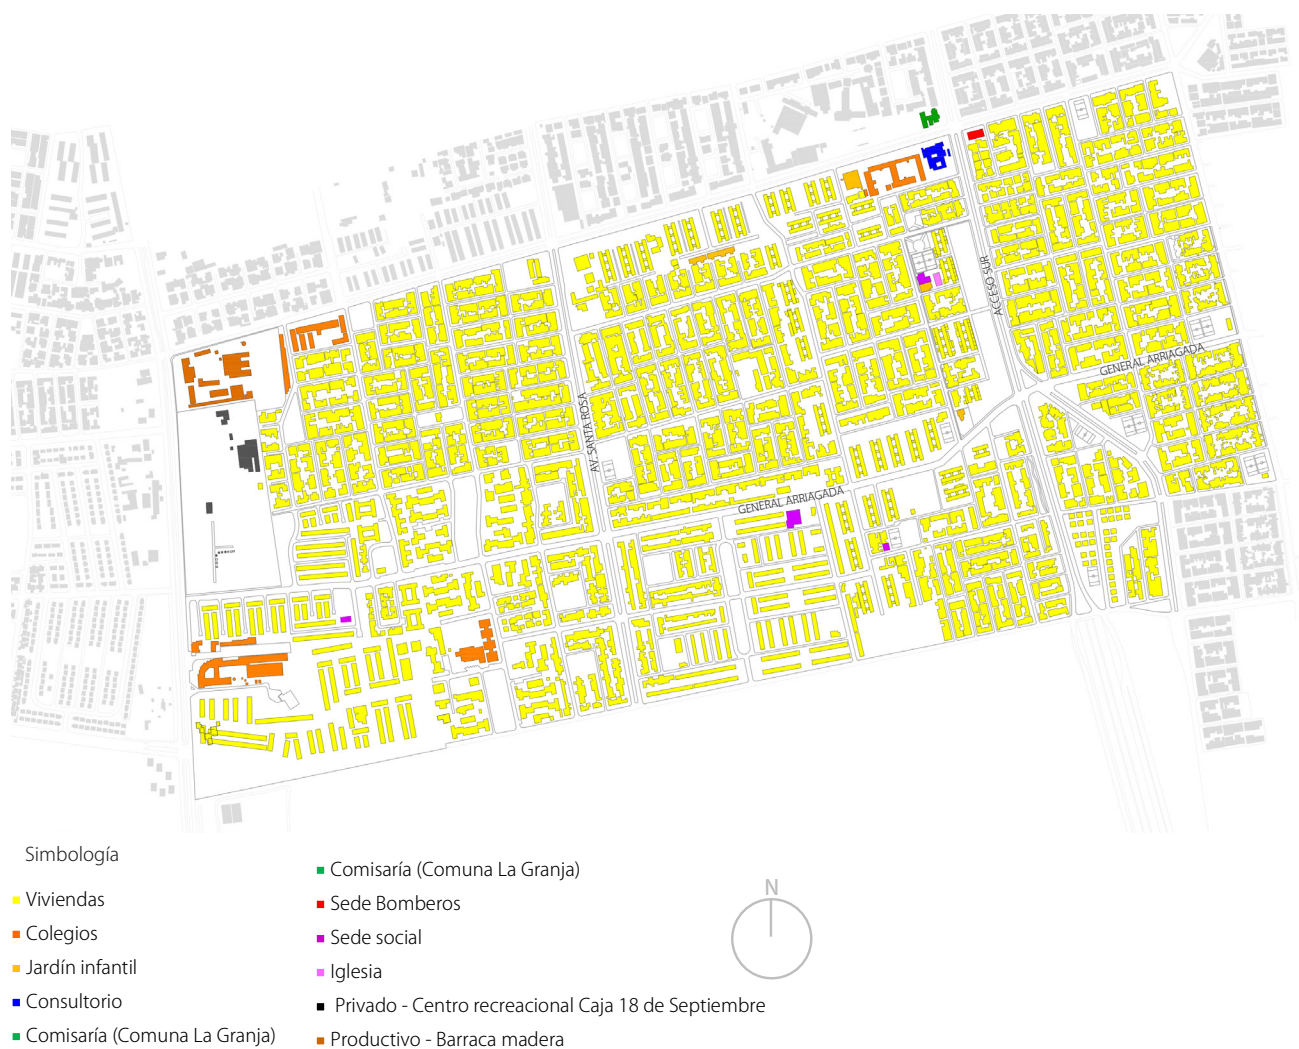 ACCESO SUR
GENERAL ARRIAGADA
AV. SANTA ROSA
GENERAL ARRIAGADA
Simbología
Viviendas
Colegios
Jardín infantil
Consultorio
Comisaría (Comuna La Granja)
Comisaría (Comuna La Granja)
Sede Bomberos
Sede social
Iglesia
Privado - Centro recreacional Caja 18 de Septiembre
Productivo - Barraca madera
N